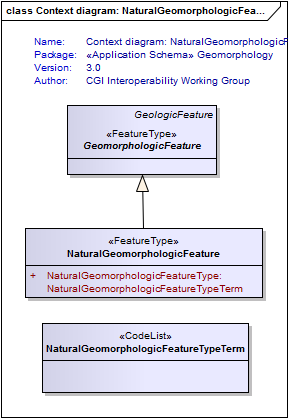 class Context diagram: NaturalGeomorphologicFea...
Name: Context diagram: NaturalGeomorphologicF
Package: «Application Schema» Geomorphology
Version: 3.0
Author: CGI Interoperability Working Group
GeologicFeature
«FeatureType»
GeomorphologicFeature
«FeatureType»
NaturalGeomorphologicFeature
+ NaturalGeomorphologicFeatureType:
NaturalGeomorphologicFeatureTypeTerm
«CodeList»
NaturalGeomorphologicFeatureTypeTerm